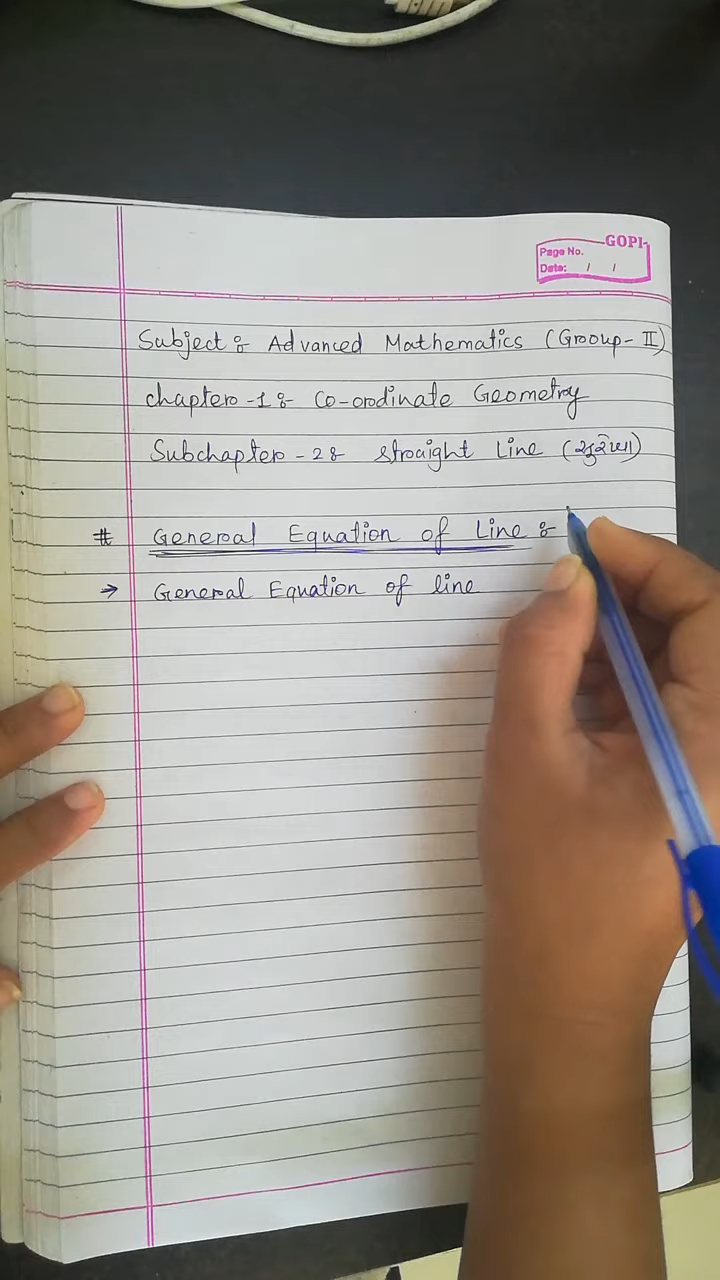 GOPI
Page No.
Date: / /
Subject : Advanced Mathematics (Group-II)
chapter-1 : Co-ordinate Geometry
Subchapter-2 : straight Line (સુરેખા)
# General Equation of Line :
→ General Equation of line